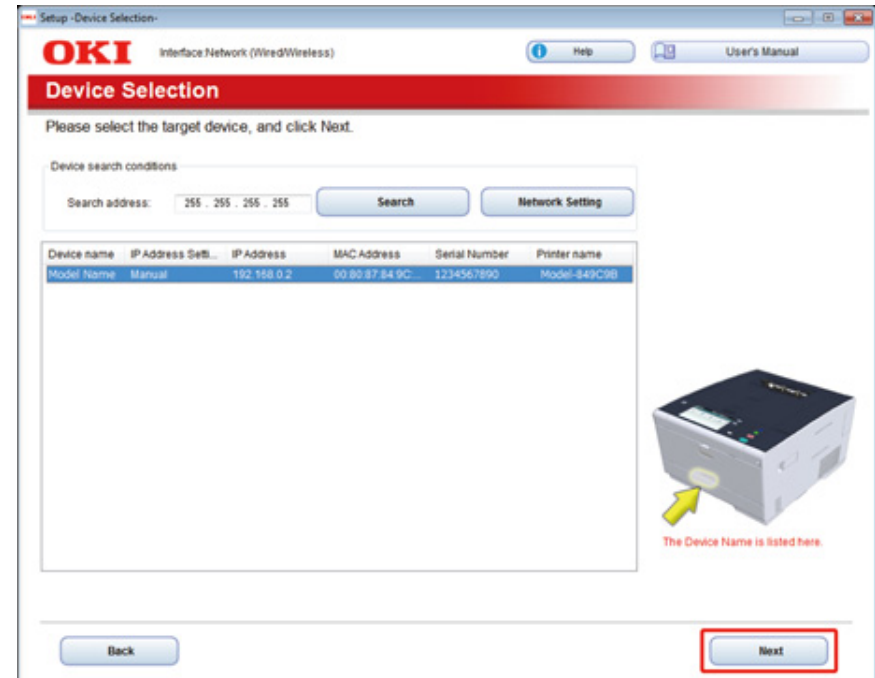 Setup -Device Selection-
OKI Interface:Network (Wired/Wireless) Help User's Manual
Device Selection
Please select the target device, and click Next.
Device search conditions
Search address: 255 . 255 . 255 . 255 Search Network Setting
Device name IP Address Setti... IP Address MAC Address Serial Number Printer name
Model Name Manual 192.168.0.2 00:80:87:84:9C:... 1234567890 Model-849C9B
The Device Name is listed here.
Back Next